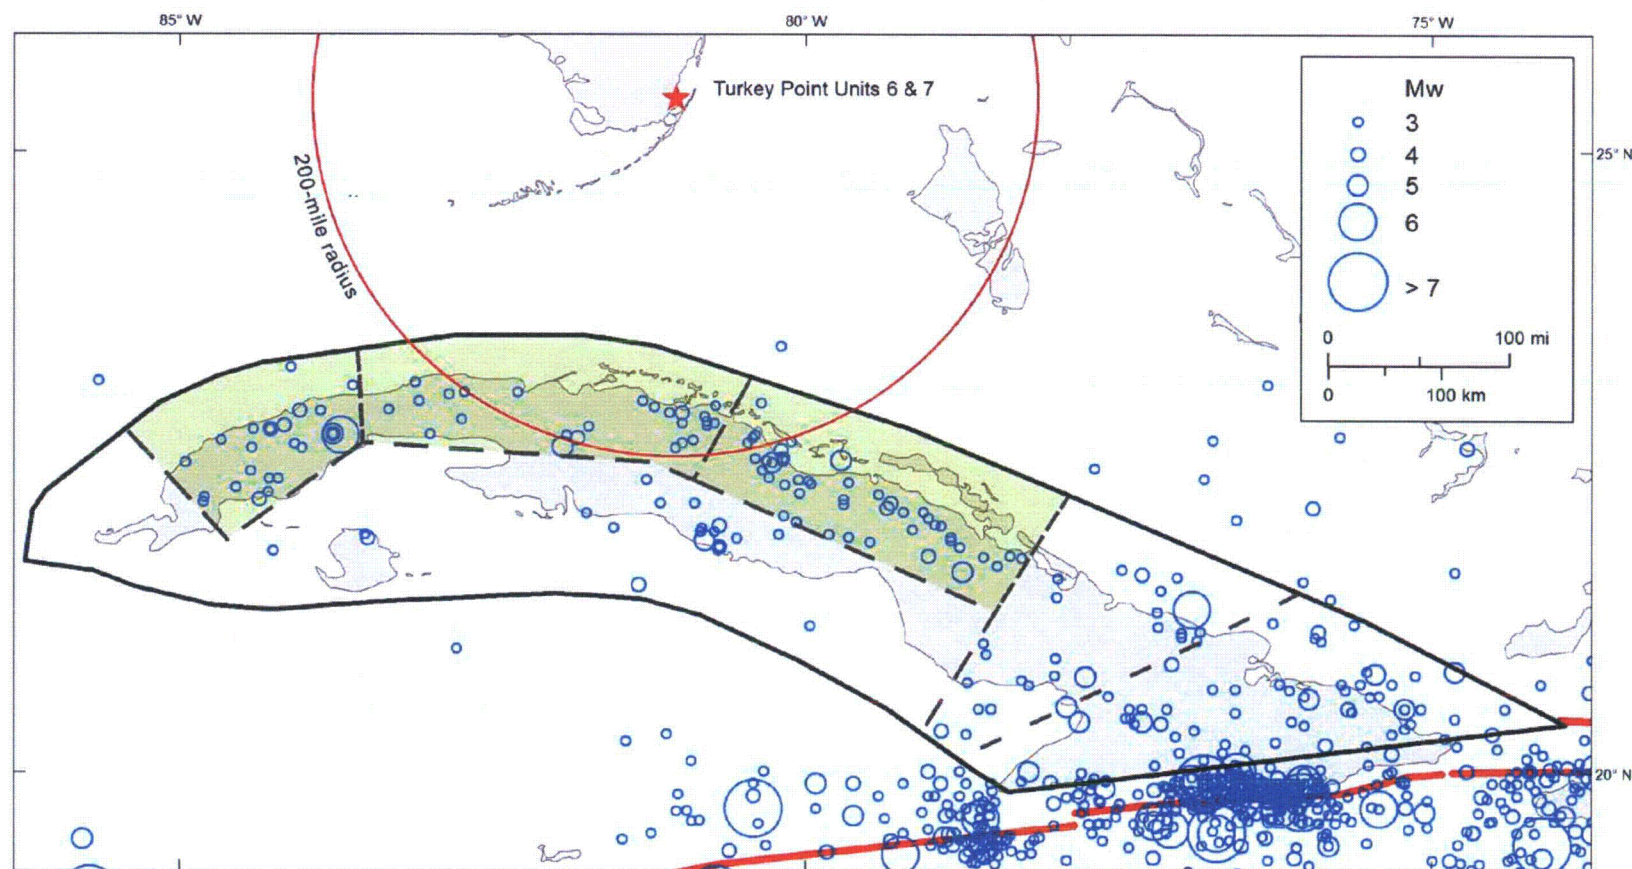 85° W
80° W
75° W
Turkey Point Units 6 & 7
200-mile radius
Mw
3
4
5
6
> 7
0
100 mi
0
100 km
25° N
20° N